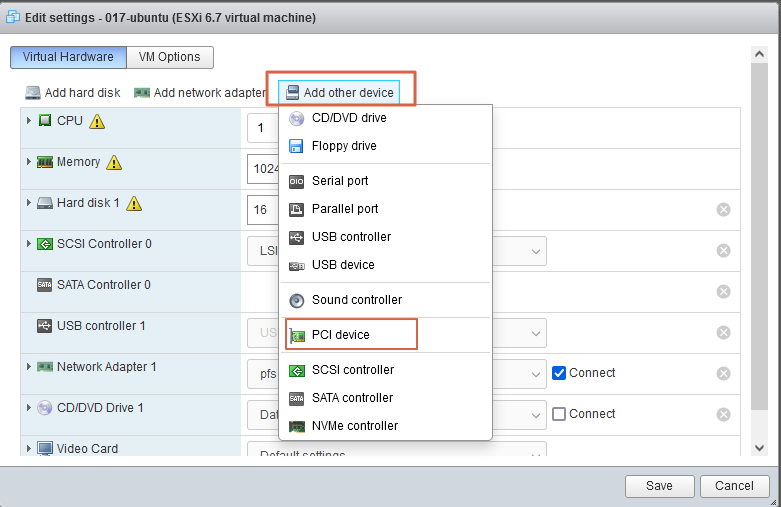 Edit settings - 017-ubuntu (ESXi 6.7 virtual machine)
Virtual Hardware VM Options
Add hard disk Add network adapter Add other device
CPU 1
CD/DVD drive
Floppy drive
Memory 1024
Serial port
Hard disk 1 16
Parallel port
USB controller
SCSI Controller 0 LSI
USB device
SATA Controller 0
Sound controller
USB controller 1 US
PCI device
Network Adapter 1 pfs Connect
SCSI controller
SATA controller
CD/DVD Drive 1 Dat Connect
NVMe controller
Video Card Default settings
Save Cancel